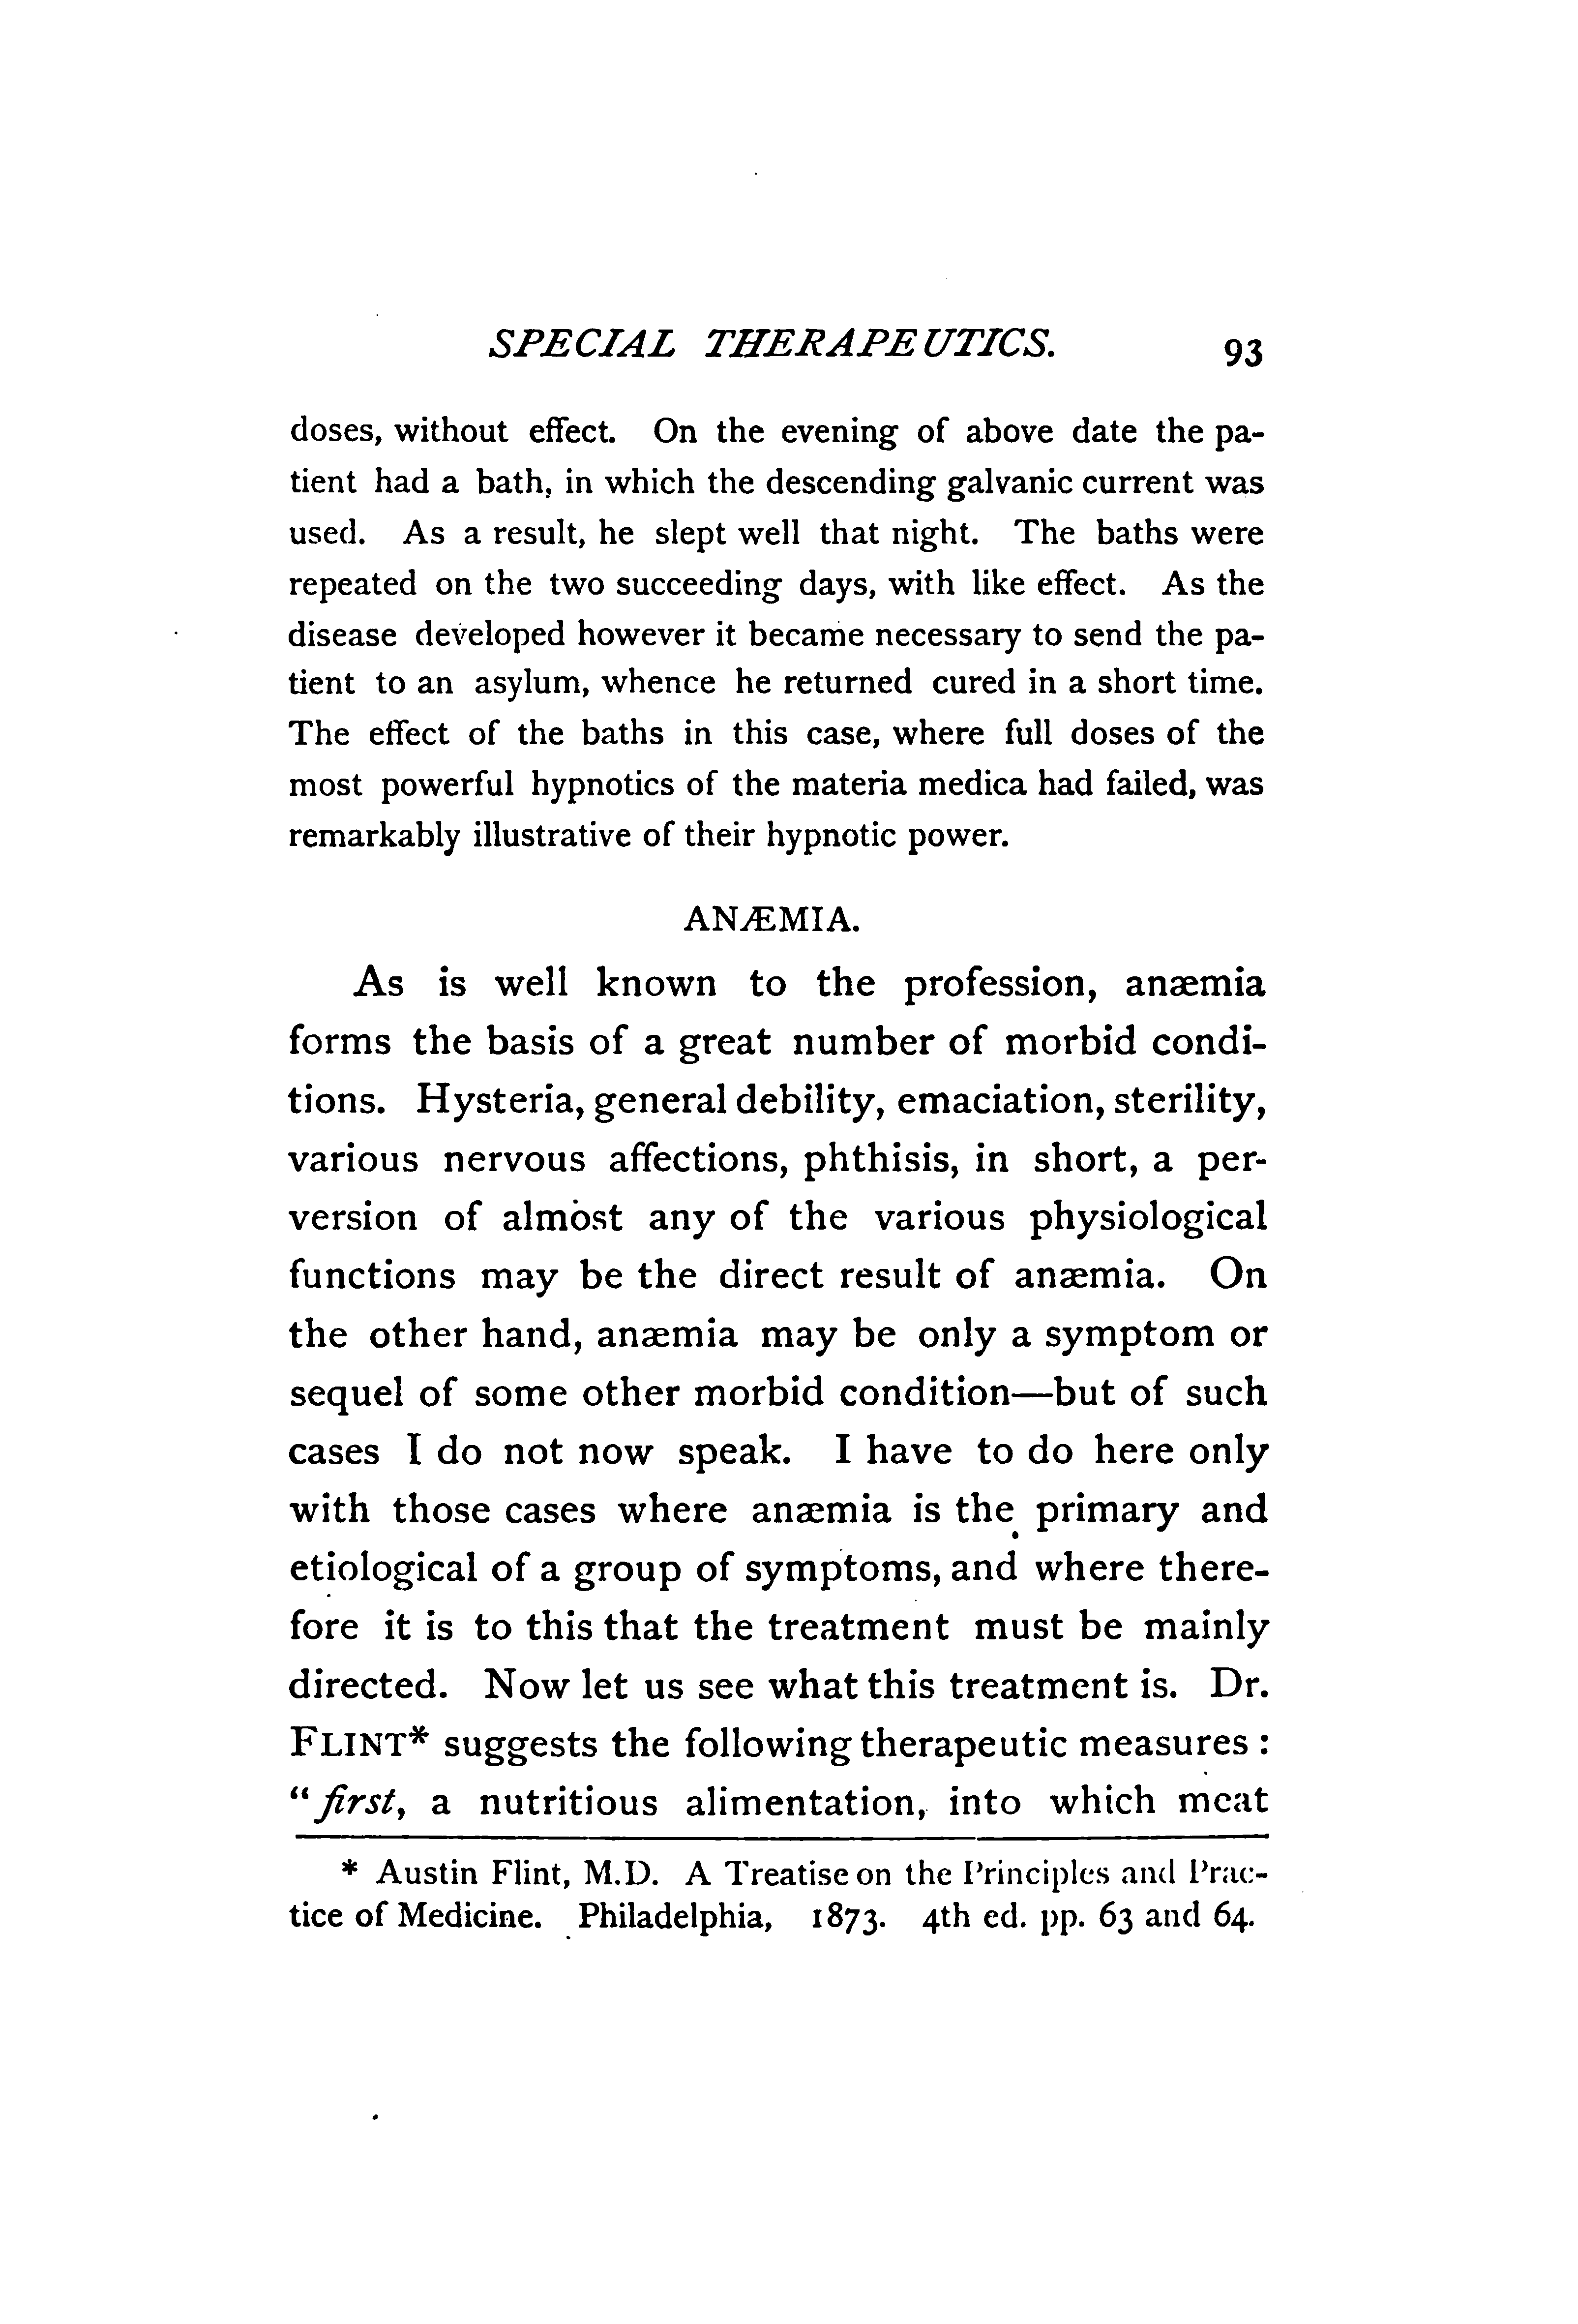 SPECIAL THERAPEUTICS. 93
doses, without effect. On the evening of above date the pa-
tient had a bath, in which the descending galvanic current was
used. As a result, he slept well that night. The baths were
repeated on the two succeeding days, with like effect. As the
disease developed however it became necessary to send the pa-
tient to an asylum, whence he returned cured in a short time.
The effect of the baths in this case, where full doses of the
most powerful hypnotics of the materia medica had failed, was
remarkably illustrative of their hypnotic power.
ANÆMIA.
As is well known to the profession, anæmia
forms the basis of a great number of morbid condi-
tions. Hysteria, general debility, emaciation, sterility,
various nervous affections, phthisis, in short, a per-
version of almost any of the various physiological
functions may be the direct result of anæmia. On
the other hand, anæmia may be only a symptom or
sequel of some other morbid condition—but of such
cases I do not now speak. I have to do here only
with those cases where anæmia is the primary and
etiological of a group of symptoms, and where there-
fore it is to this that the treatment must be mainly
directed. Now let us see what this treatment is. Dr.
FLINT* suggests the following therapeutic measures :
“first, a nutritious alimentation, into which meat
* Austin Flint, M.D. A Treatise on the Principles and Prac-
tice of Medicine. Philadelphia, 1873. 4th ed. pp. 63 and 64.